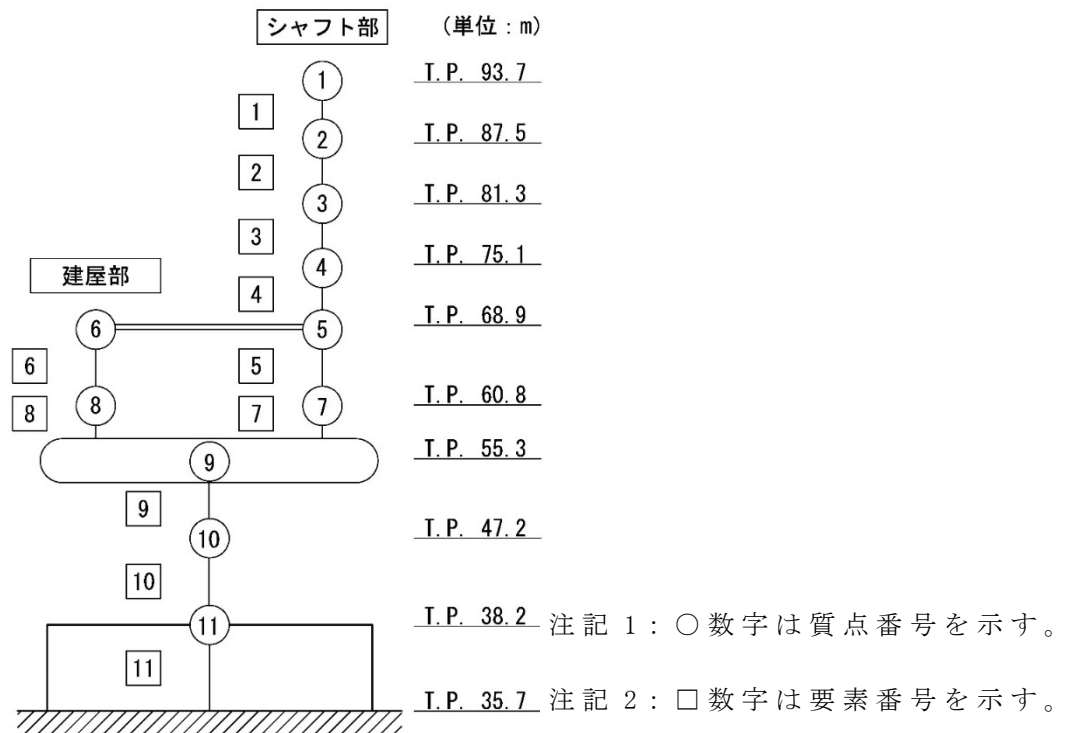 シャフト部 (単位：m)
① T.P. 93.7
1
② T.P. 87.5
2
③ T.P. 81.3
3
④ T.P. 75.1
建屋部
4
⑥ ⑤ T.P. 68.9
6 5
⑧ ⑦ T.P. 60.8
8 7
⑨ T.P. 55.3
9
⑩ T.P. 47.2
10
⑪ T.P. 38.2 注記 1：○数字は質点番号を示す。
11
T.P. 35.7 注記 2：□数字は要素番号を示す。